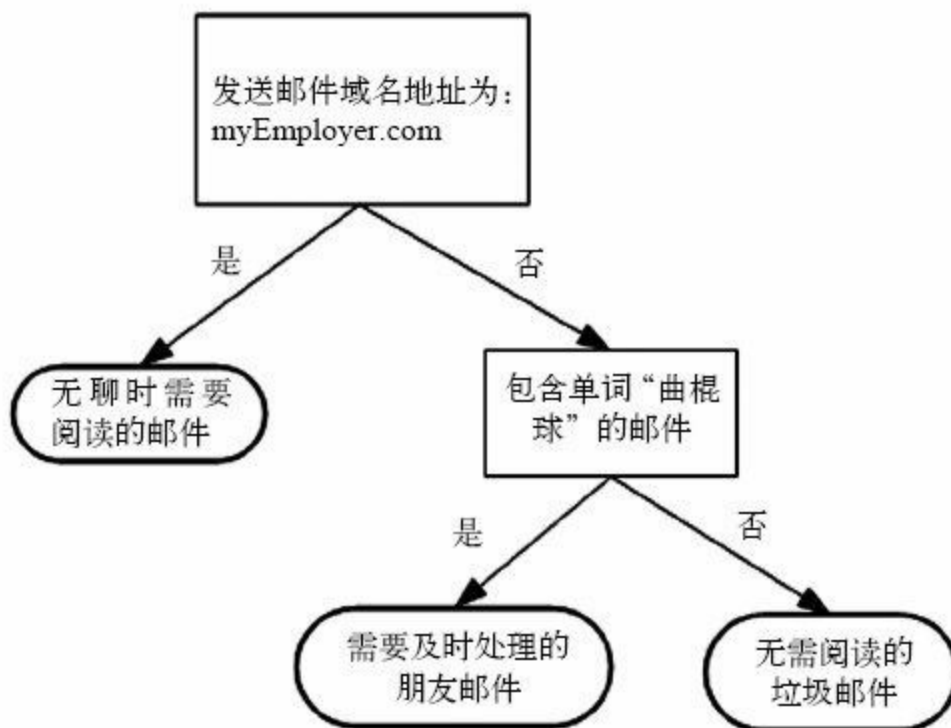 发送邮件域名地址为：
myEmployer.com
是
否
无聊时需要
阅读的邮件
包含单词“曲棍
球”的邮件
是
否
需要及时处理的
朋友邮件
无需阅读的
垃圾邮件